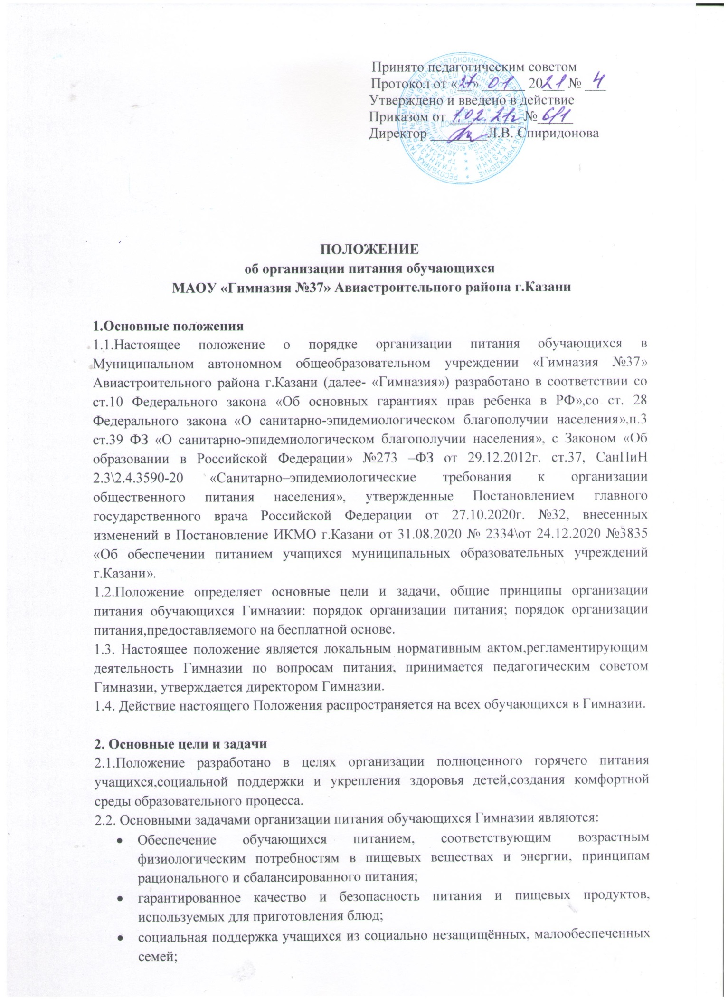 Принято педагогическим советом
Протокол от «27» 01 2021 № 4
Утверждено и введено в действие
Приказом от 1.02.21г №
Директор Л.В. Спиридонова
ПОЛОЖЕНИЕ
об организации питания обучающихся
МАОУ «Гимназия №37» Авиастроительного района г.Казани
1.Основные положения
1.1.Настоящее положение о порядке организации питания обучающихся в
Муниципальном автономном общеобразовательном учреждении «Гимназия №37»
Авиастроительного района г.Казани (далее- «Гимназия») разработано в соответствии со
ст.10 Федерального закона «Об основных гарантиях прав ребенка в РФ»,со ст. 28
Федерального закона «О санитарно-эпидемиологическом благополучии населения»,п.3
ст.39 ФЗ «О санитарно-эпидемиологическом благополучии населения», с Законом «Об
образовании в Российской Федерации» №273 –ФЗ от 29.12.2012г. ст.37, СанПиН
2.3\2.4.3590-20 «Санитарно–эпидемиологические требования к организации
общественного питания населения», утвержденные Постановлением главного
государственного врача Российской Федерации от 27.10.2020г. №32, внесенных
изменений в Постановление ИКМО г.Казани от 31.08.2020 № 2334\от 24.12.2020 №3835
«Об обеспечении питанием учащихся муниципальных образовательных учреждений
г.Казани».
1.2.Положение определяет основные цели и задачи, общие принципы организации
питания обучающихся Гимназии: порядок организации питания; порядок организации
питания,предоставляемого на бесплатной основе.
1.3. Настоящее положение является локальным нормативным актом,регламентирующим
деятельность Гимназии по вопросам питания, принимается педагогическим советом
Гимназии, утверждается директором Гимназии.
1.4. Действие настоящего Положения распространяется на всех обучающихся в Гимназии.
2. Основные цели и задачи
2.1.Положение разработано в целях организации полноценного горячего питания
учащихся,социальной поддержки и укрепления здоровья детей,создания комфортной
среды образовательного процесса.
2.2. Основными задачами организации питания обучающихся Гимназии являются:
• Обеспечение обучающихся питанием, соответствующим возрастным
физиологическим потребностям в пищевых веществах и энергии, принципам
рационального и сбалансированного питания;
• гарантированное качество и безопасность питания и пищевых продуктов,
используемых для приготовления блюд;
• социальная поддержка учащихся из социально незащищённых, малообеспеченных
семей;